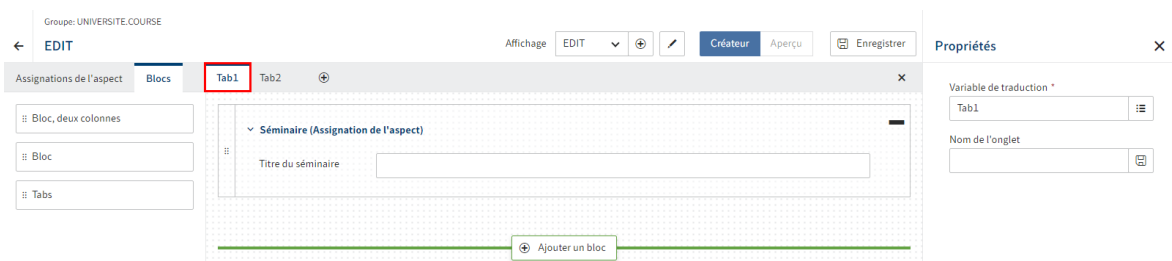 Groupe: UNIVERSITE.COURSE
EDIT
Affichage EDIT Créateur Aperçu Enregistrer
Propriétés
Assignations de l'aspect Blocs
Tab1 Tab2
Variable de traduction *
Tab1
Nom de l'onglet
Bloc, deux colonnes
Bloc
Tabs
Séminaire (Assignation de l'aspect)
Titre du séminaire
Ajouter un bloc